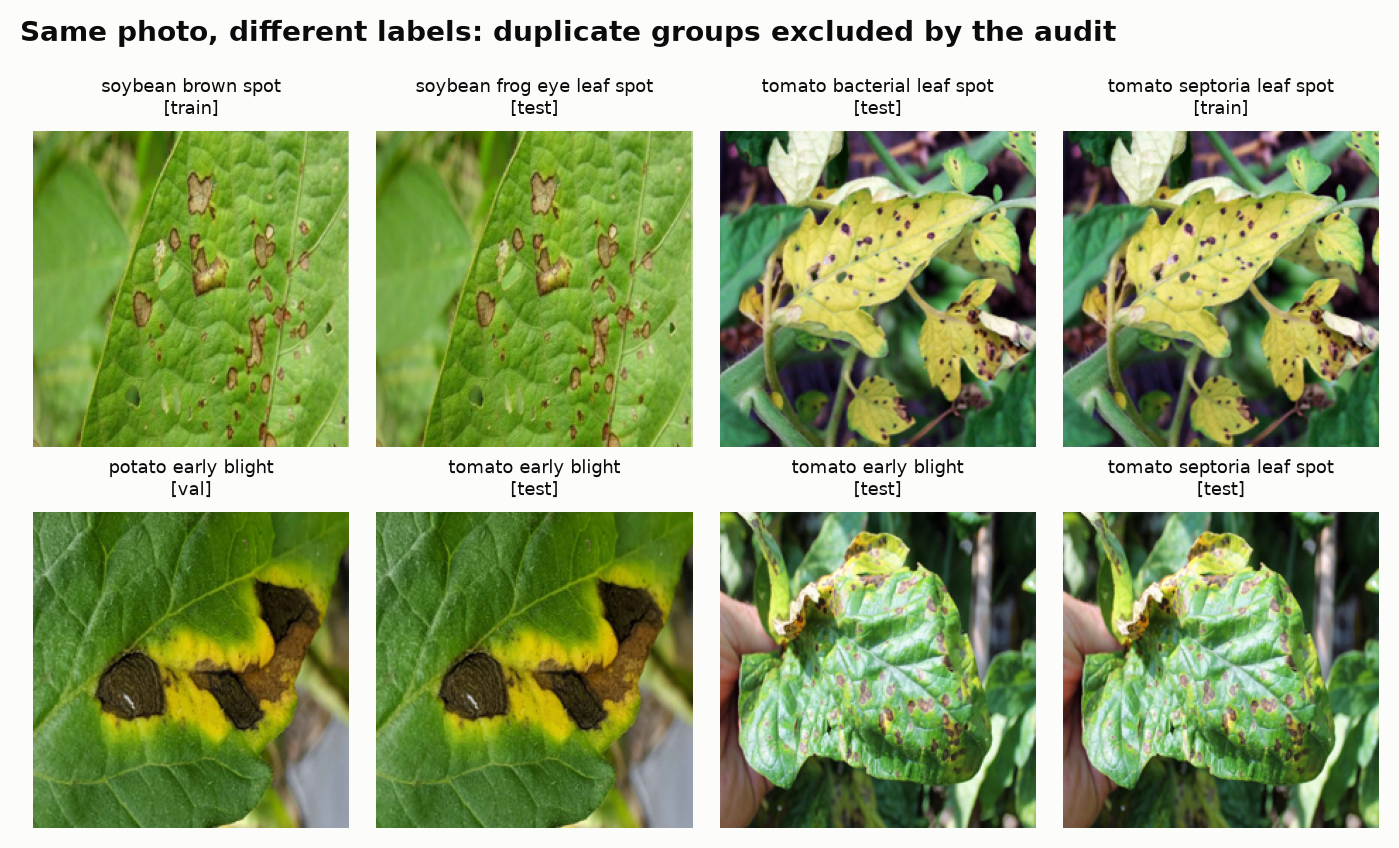 Same photo, different labels: duplicate groups excluded by the audit
soybean brown spot
[train]
soybean frog eye leaf spot
[test]
tomato bacterial leaf spot
[test]
tomato septoria leaf spot
[train]
potato early blight
[val]
tomato early blight
[test]
tomato early blight
[test]
tomato septoria leaf spot
[test]